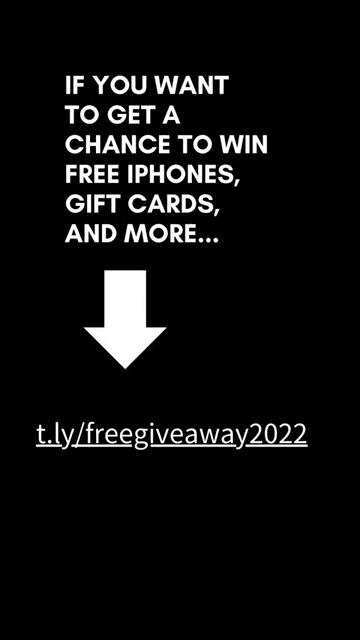 IF YOU WANT
TO GET A
CHANCE TO WIN
FREE IPHONES,
GIFT CARDS,
AND MORE...
t.ly/freegiveaway2022